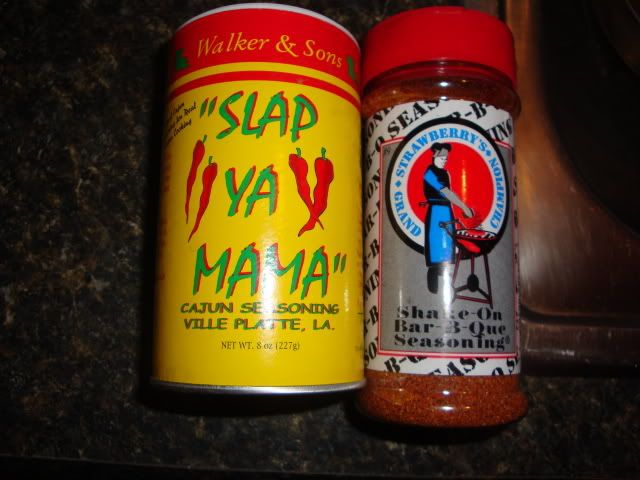 Walker & Sons
"SLAP
YA
MAMA"
CAJUN SEASONING
VILLE PLATTE, LA.
NET WT. 8 oz (227g)
STRAWBERRY'S
GRAND CHAMPION
Shake-On
Bar-B-Que
Seasoning®